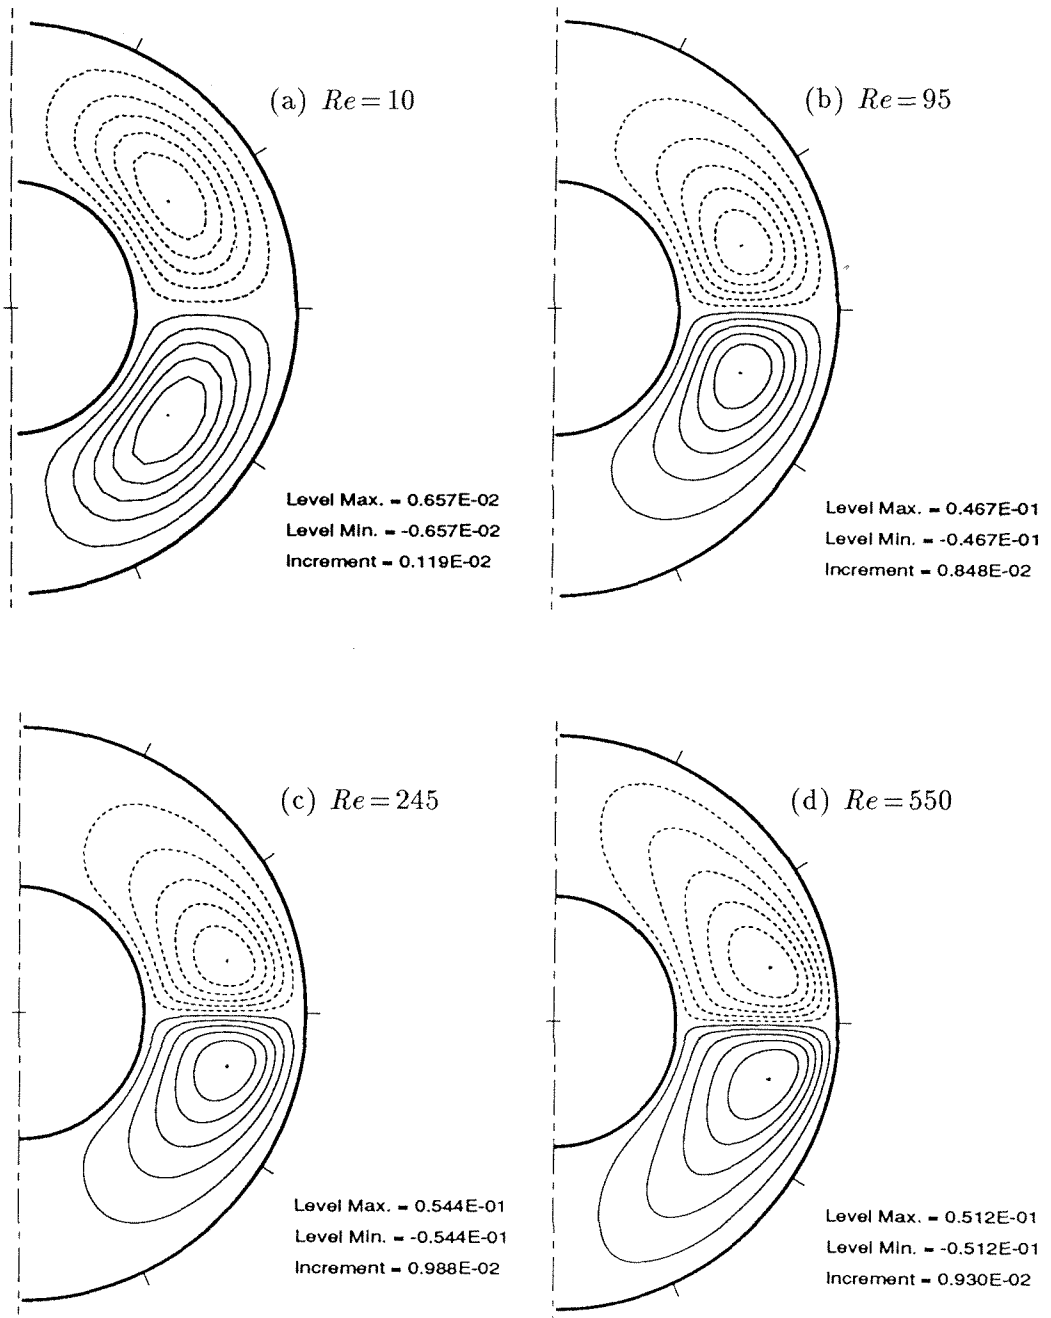 (a) Re = 10
Level Max. = 0.657E-02
Level Min. = -0.657E-02
Increment = 0.119E-02
(b) Re = 95
Level Max. = 0.467E-01
Level Min. = -0.467E-01
Increment = 0.848E-02
(c) Re = 245
Level Max. = 0.544E-01
Level Min. = -0.544E-01
Increment = 0.988E-02
(d) Re = 550
Level Max. = 0.512E-01
Level Min. = -0.512E-01
Increment = 0.930E-02